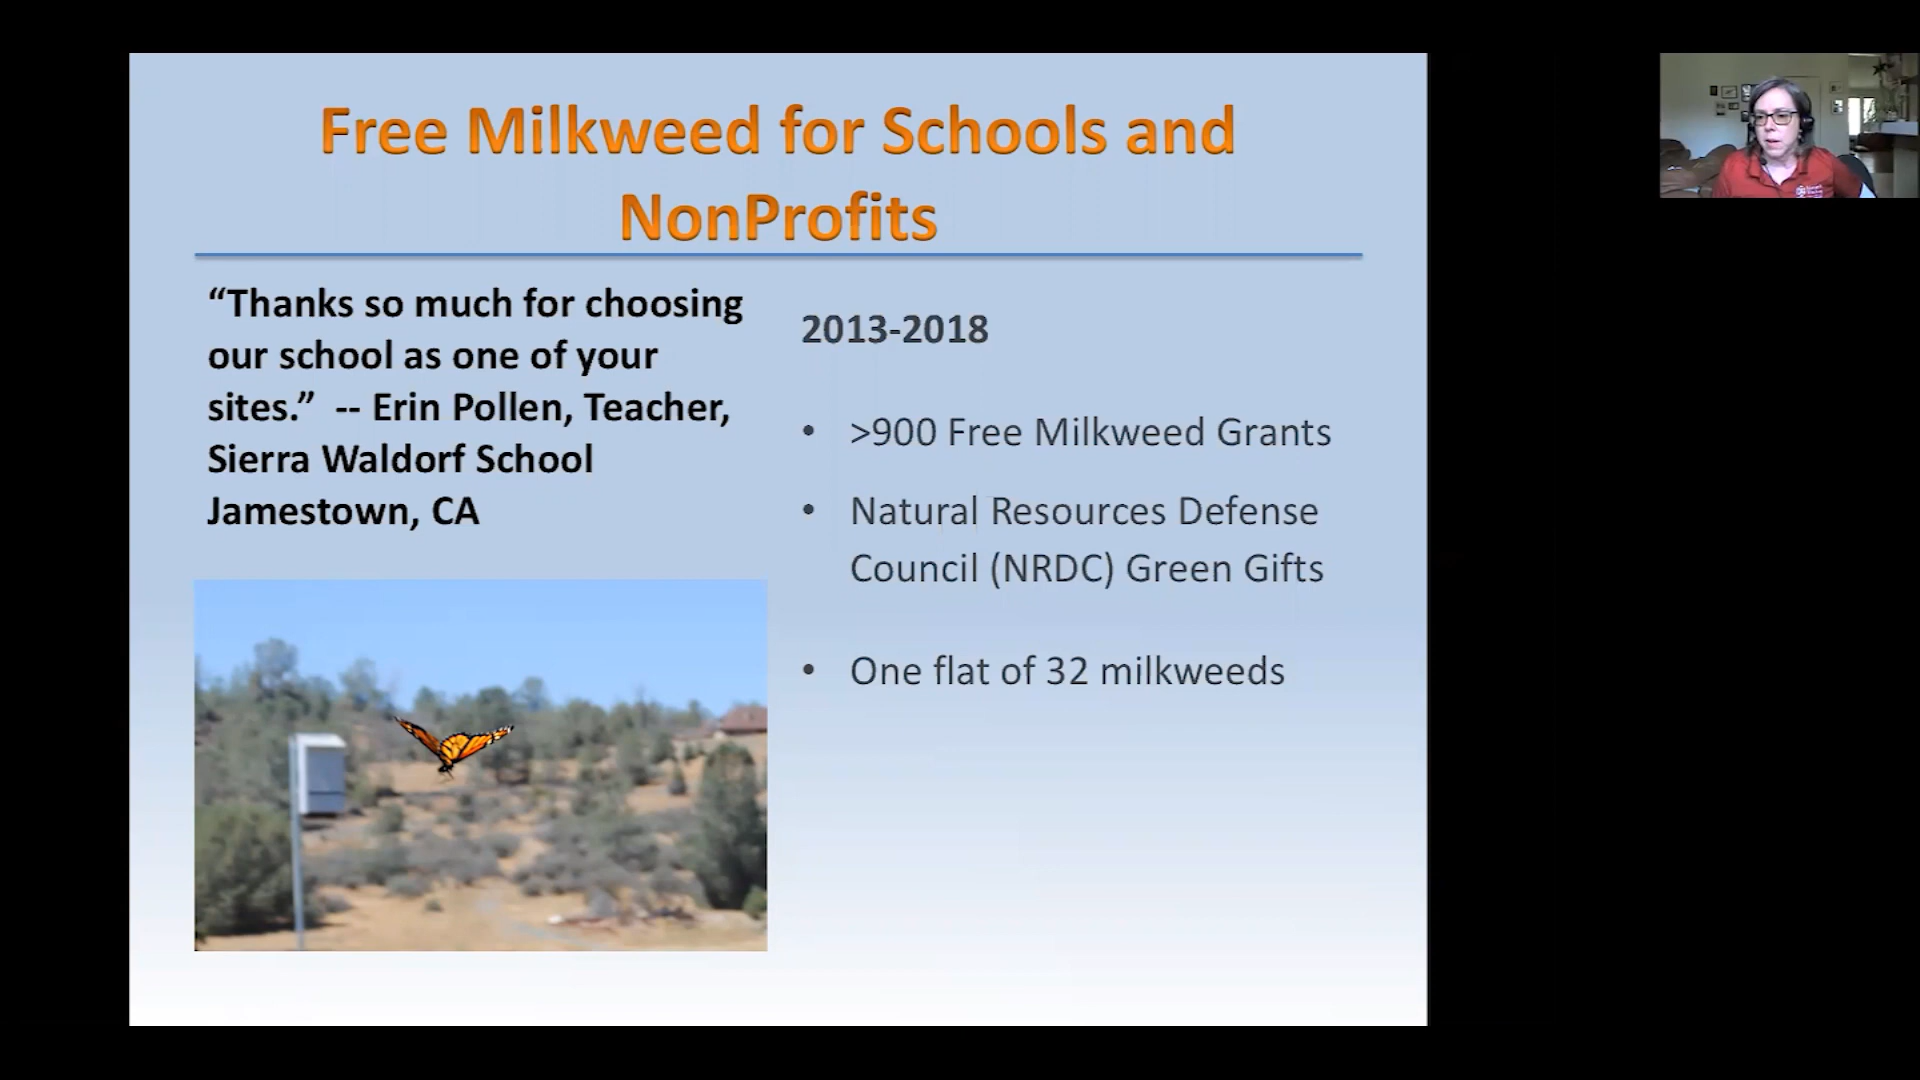 Free Milkweed for Schools and
NonProfits
“Thanks so much for choosing
our school as one of your
sites.”  -- Erin Pollen, Teacher,
Sierra Waldorf School
Jamestown, CA
2013-2018
• >900 Free Milkweed Grants
• Natural Resources Defense
Council (NRDC) Green Gifts
• One flat of 32 milkweeds